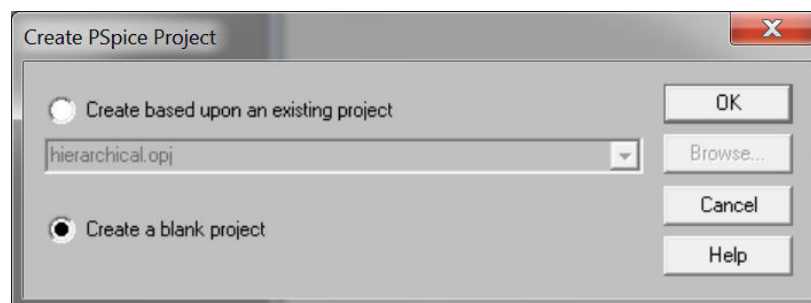 Create PSpice Project
X
Create based upon an existing project
OK
hierarchical.opj
Browse...
Cancel
Create a blank project
Help